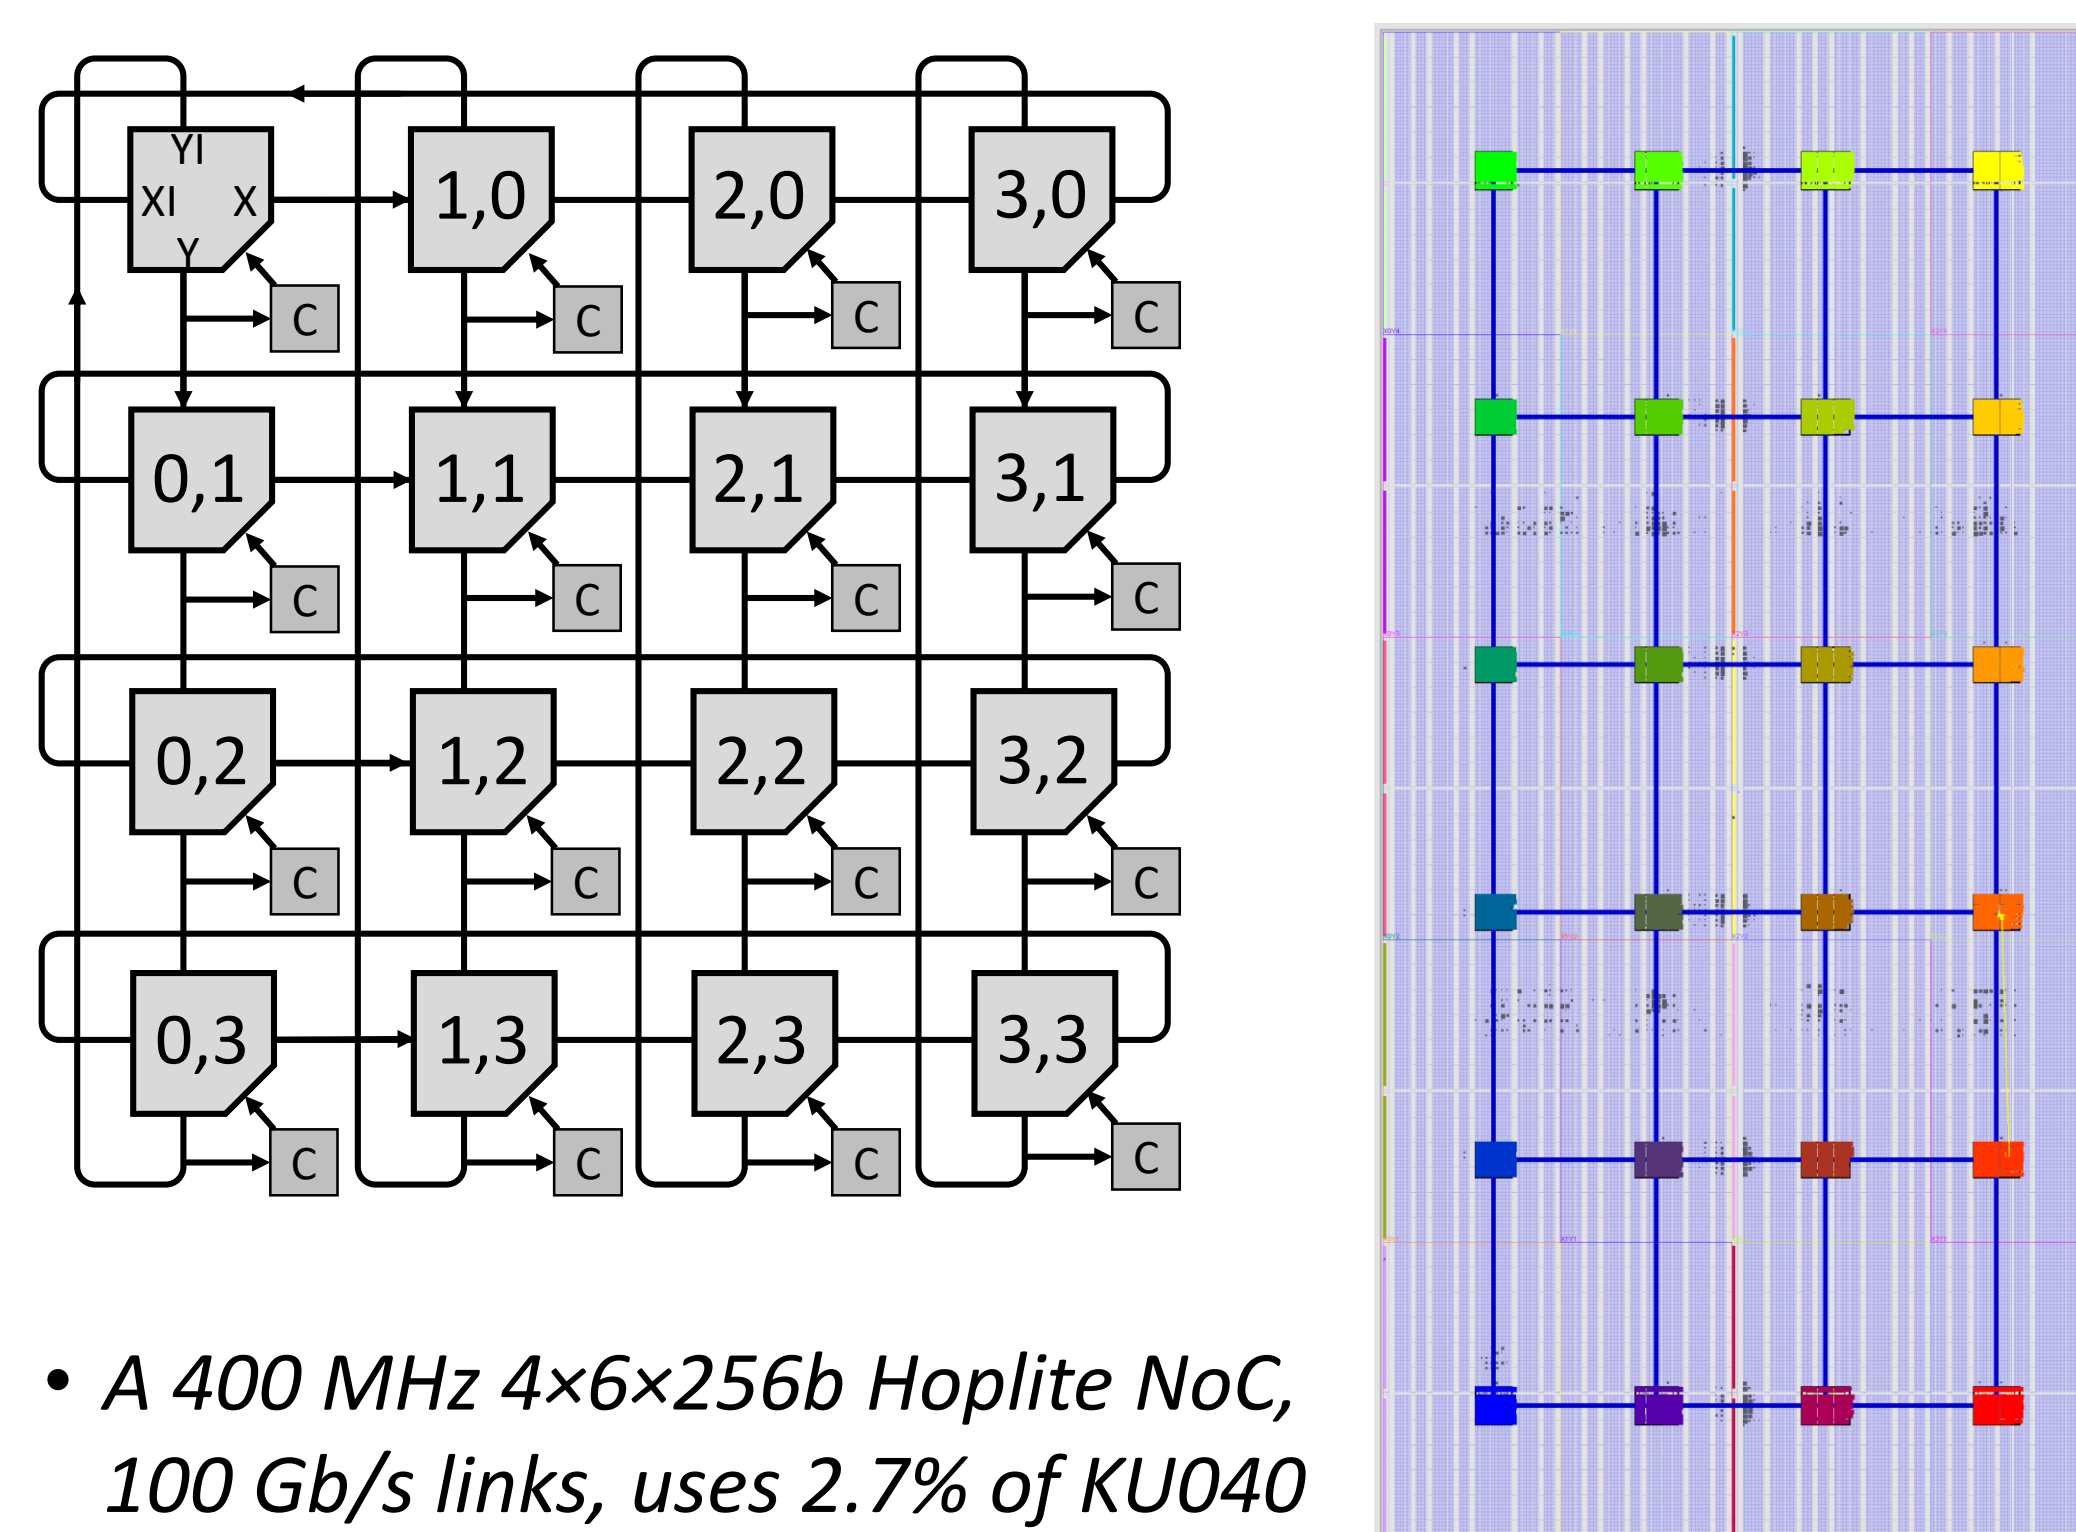 YI
XI X
Y
1,0
2,0
3,0
C
C
C
C
0,1
1,1
2,1
3,1
C
C
C
C
0,2
1,2
2,2
3,2
C
C
C
C
0,3
1,3
2,3
3,3
C
C
C
C
• A 400 MHz 4×6×256b Hoplite NoC,
100 Gb/s links, uses 2.7% of KU040